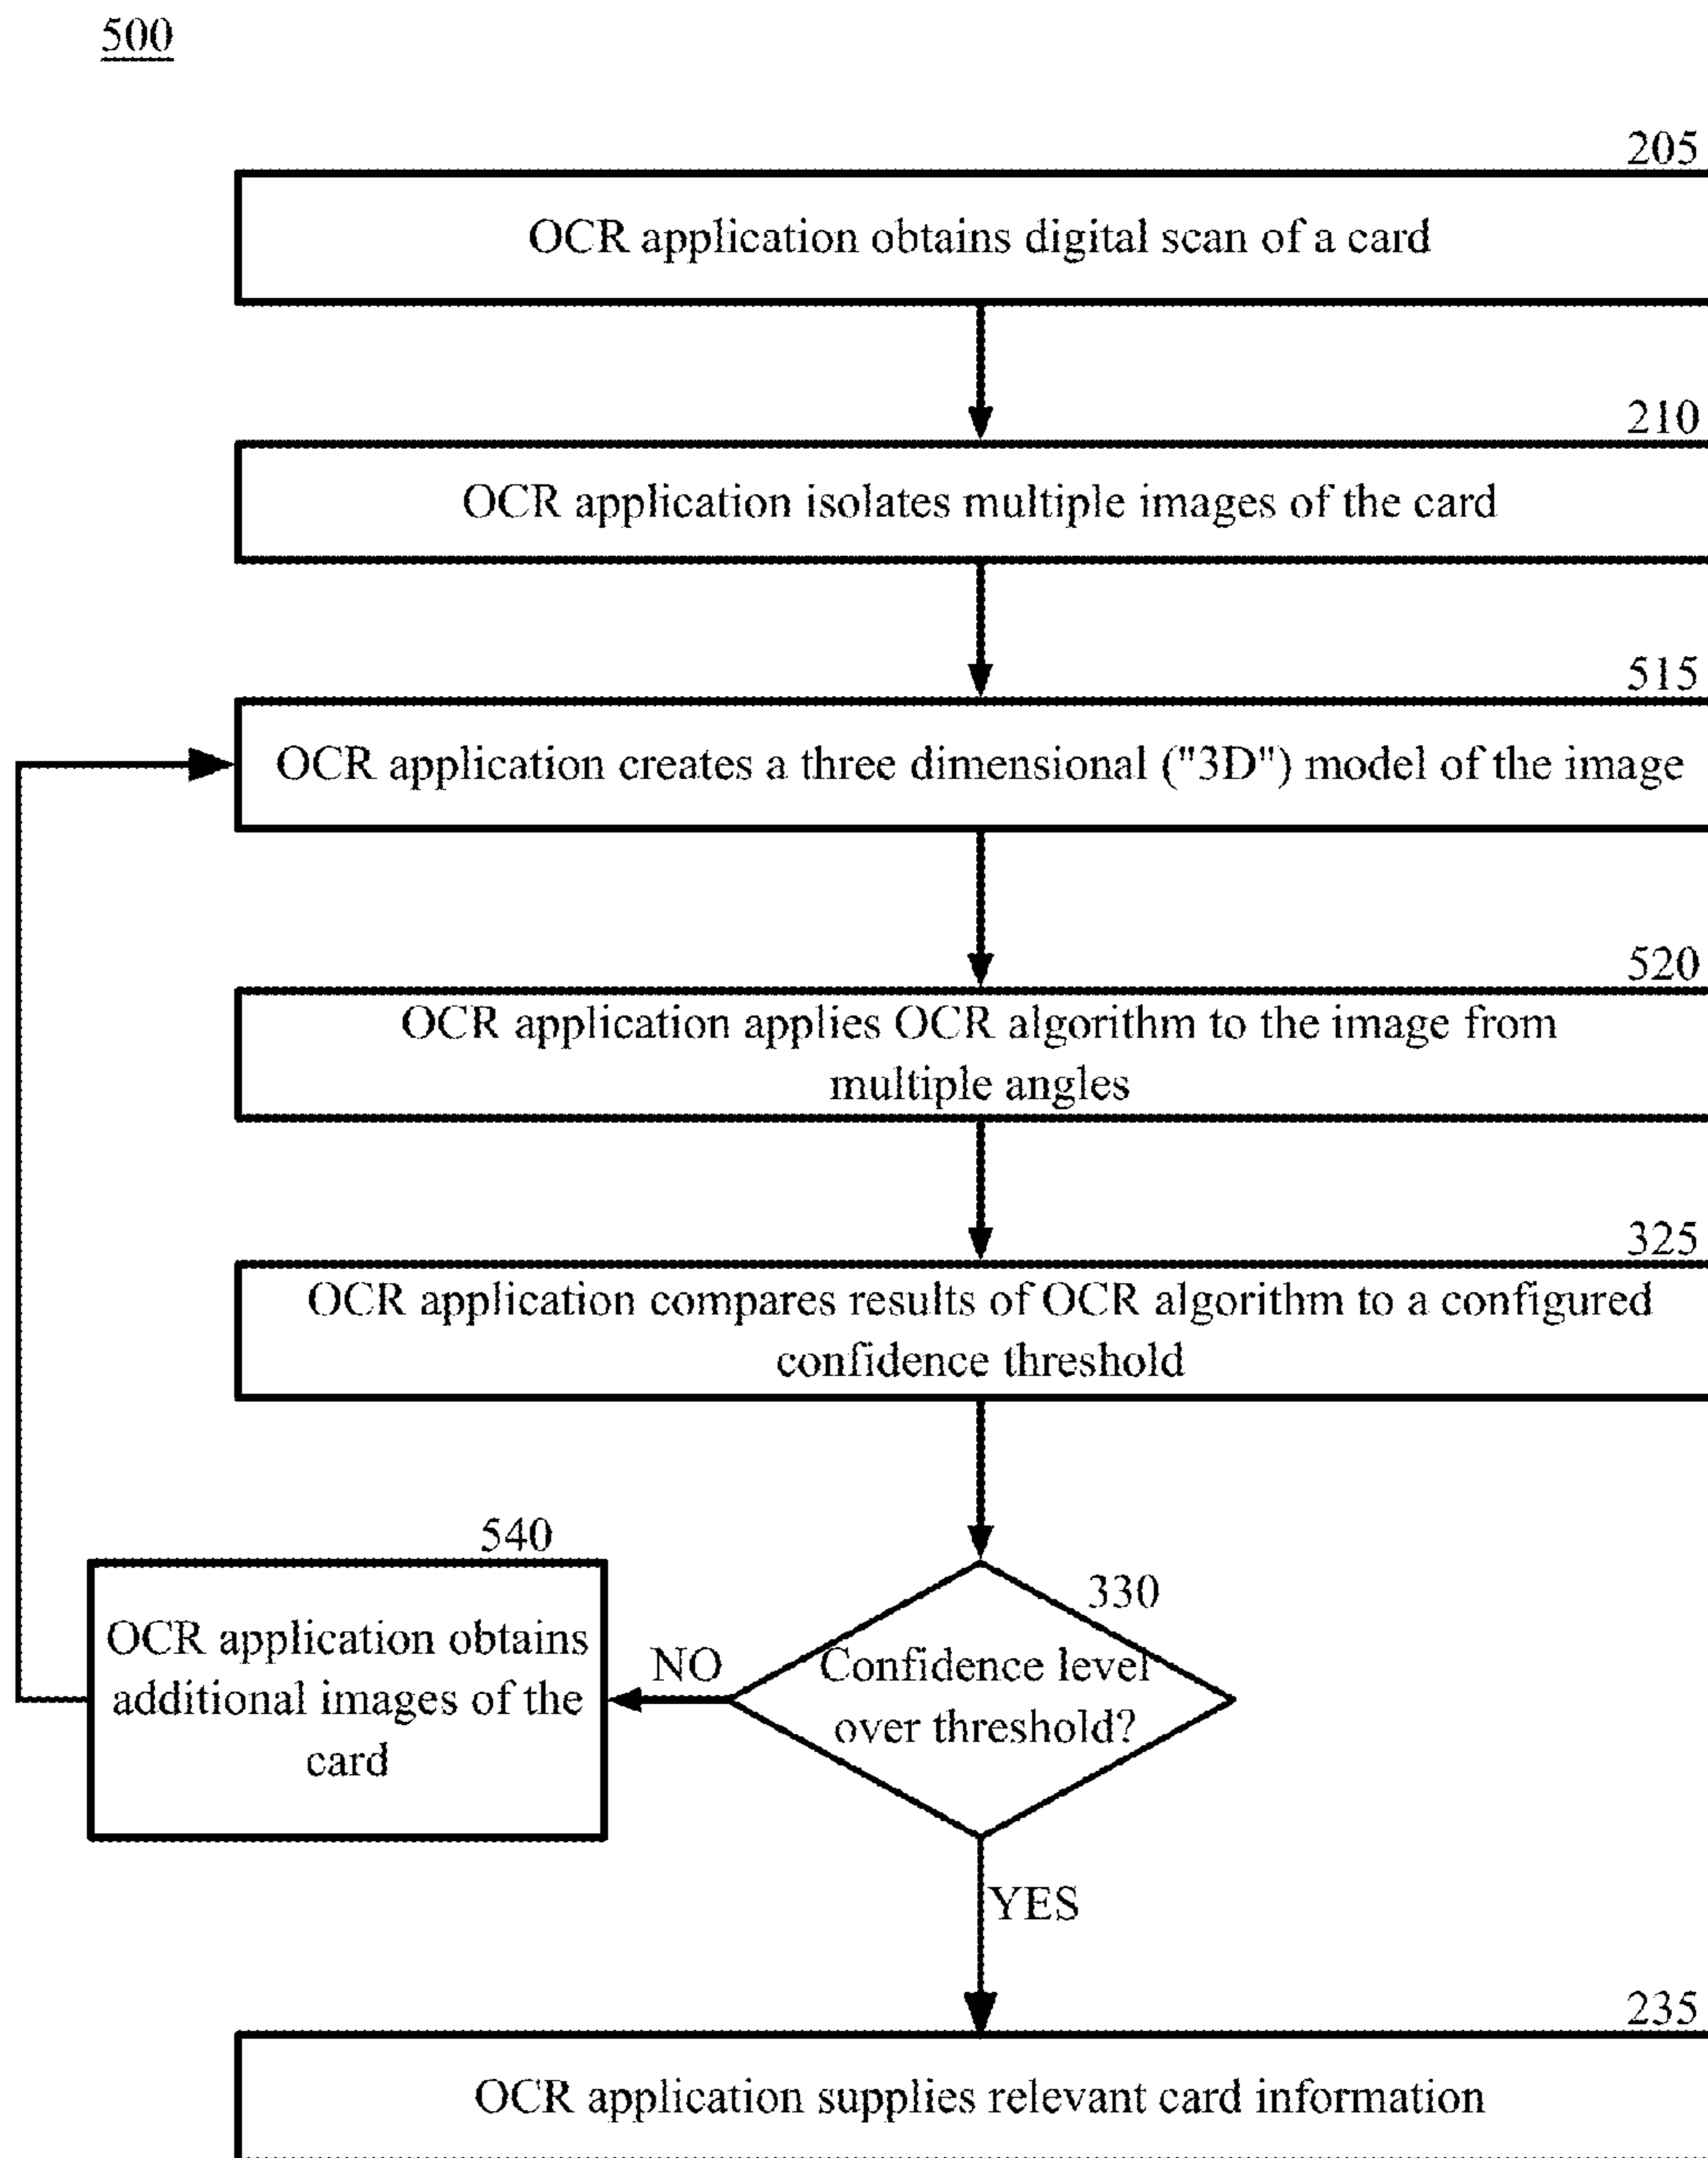 500
205
OCR application obtains digital scan of a card
210
OCR application isolates multiple images of the card
515
OCR application creates a three dimensional ("3D") model of the image
520
OCR application applies OCR algorithm to the image from
multiple angles
325
OCR application compares results of OCR algorithm to a configured
confidence threshold
540
OCR application obtains
additional images of the
card
NO
330
Confidence level
over threshold?
YES
235
OCR application supplies relevant card information